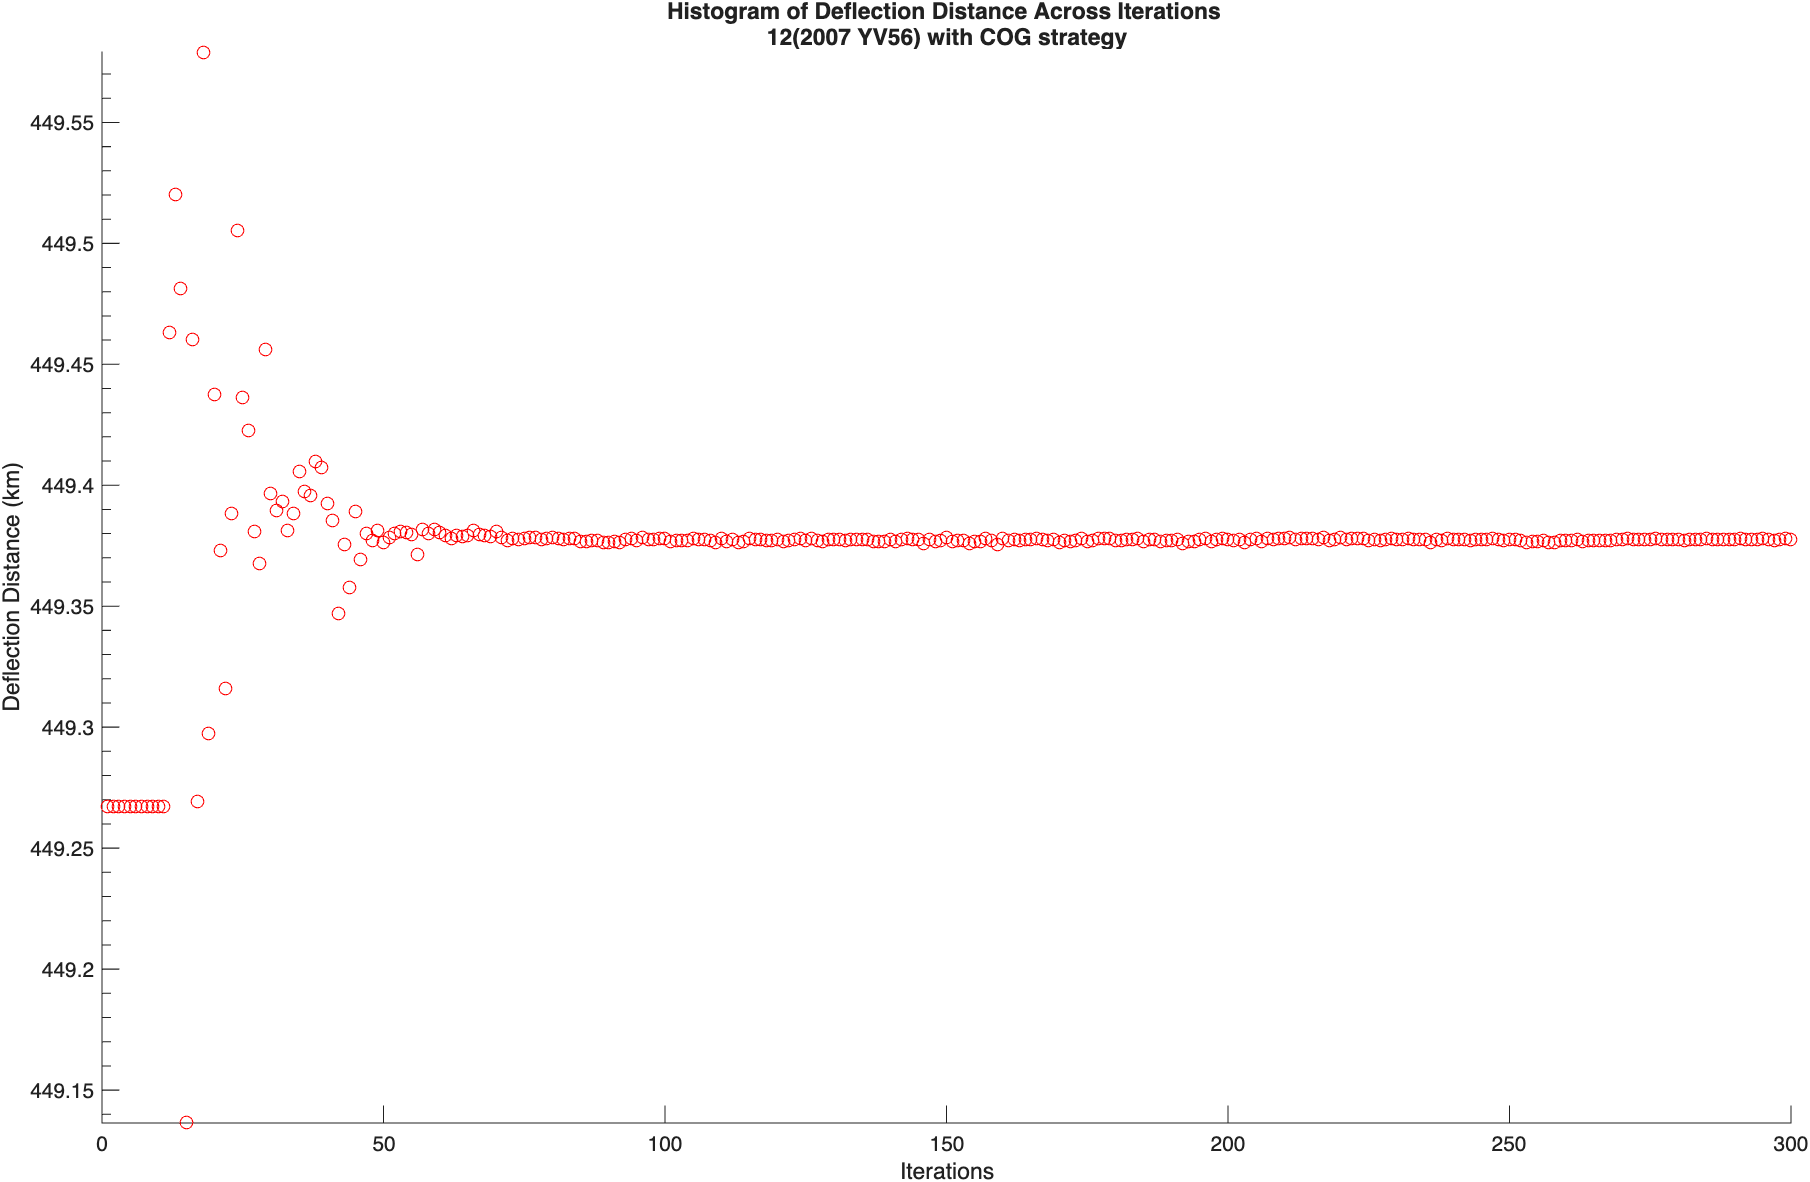 Histogram of Deflection Distance Across Iterations
12(2007 YV56) with COG strategy
Deflection Distance (km)
449.55
449.5
449.45
449.4
449.35
449.3
449.25
449.2
449.15
0 50 100 150 200 250 300
Iterations